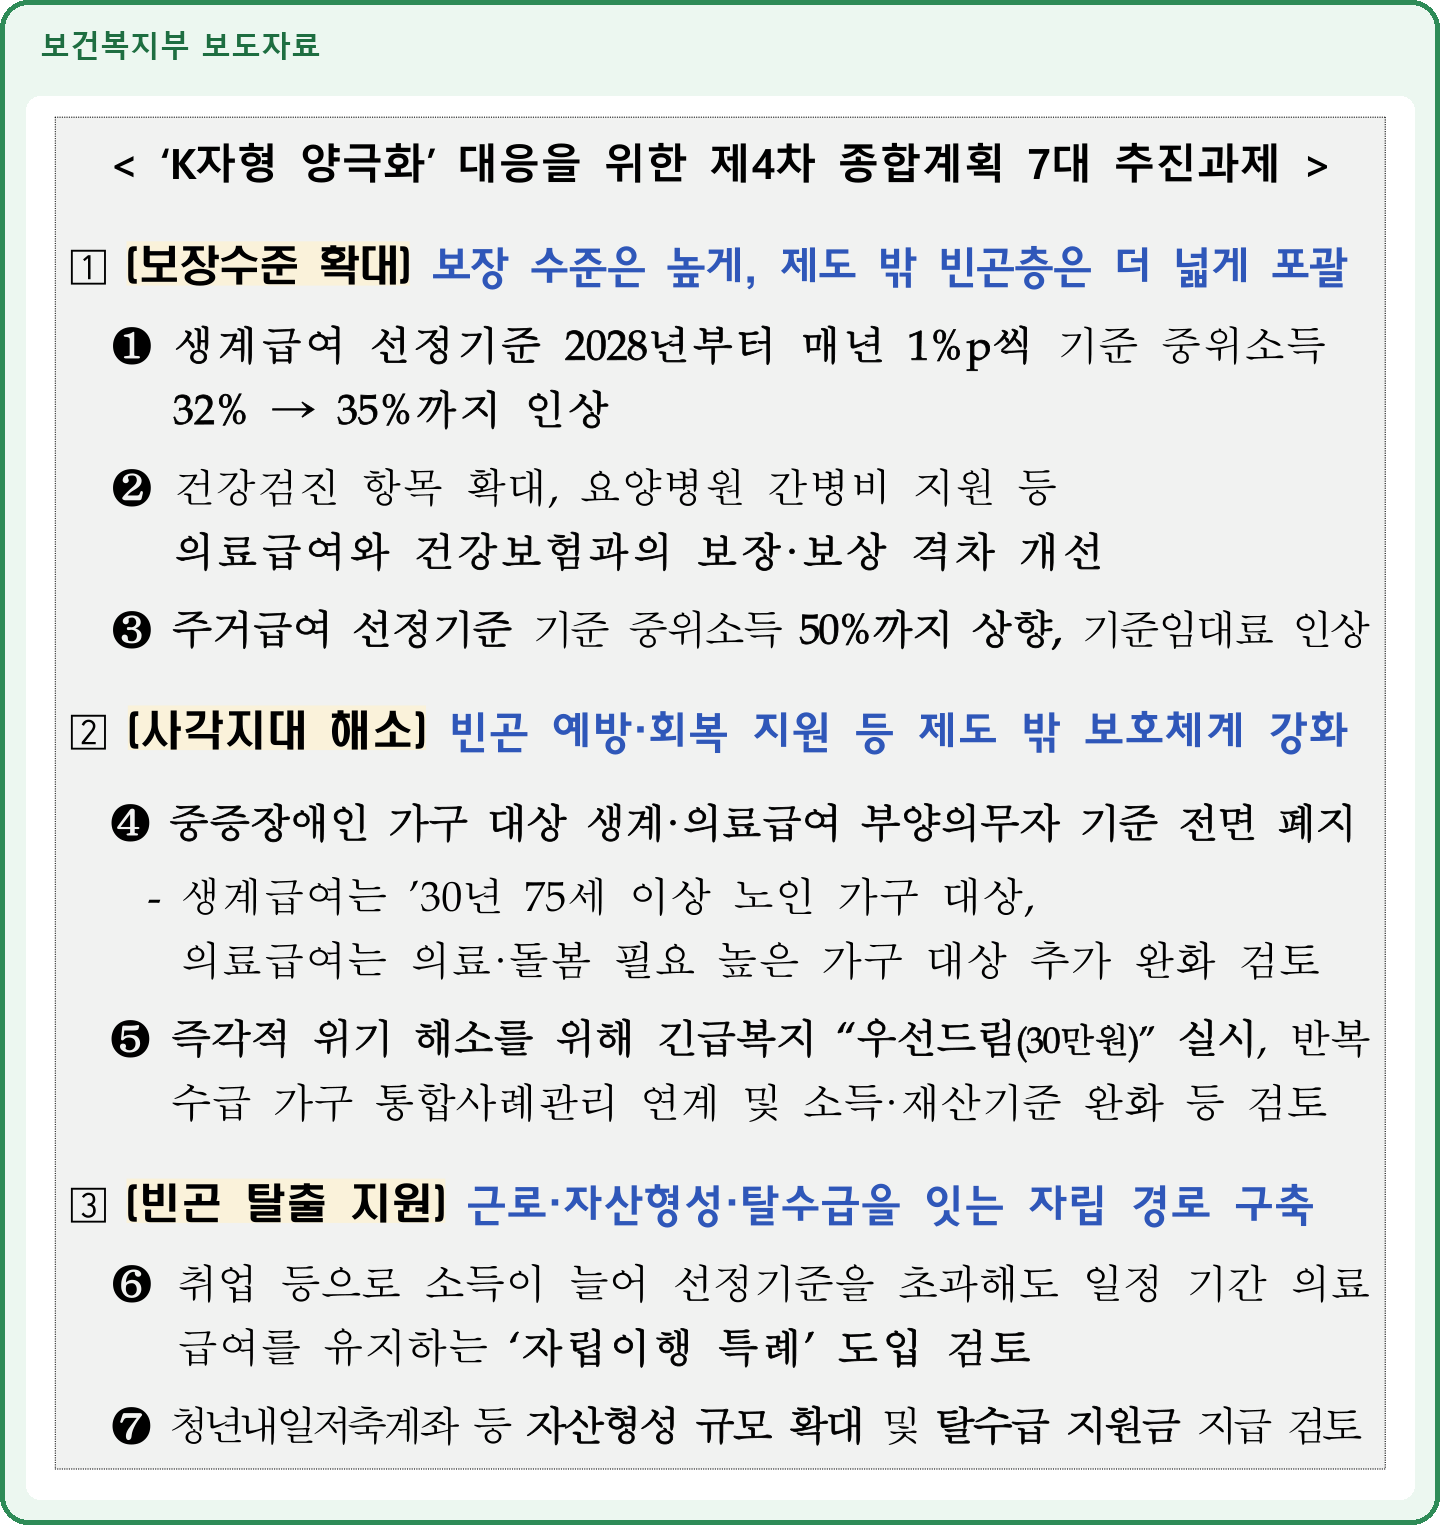 보건복지부 보도자료
< ‘K자형 양극화’ 대응을 위한 제4차 종합계획 7대 추진과제 >
1 (보장수준 확대) 보장 수준은 높게, 제도 밖 빈곤층은 더 넓게 포괄
❶ 생계급여 선정기준 2028년부터 매년 1%p씩 기준 중위소득
32% → 35%까지 인상
❷ 건강검진 항목 확대, 요양병원 간병비 지원 등
의료급여와 건강보험과의 보장·보상 격차 개선
❸ 주거급여 선정기준 기준 중위소득 50%까지 상향, 기준임대료 인상
2 (사각지대 해소) 빈곤 예방·회복 지원 등 제도 밖 보호체계 강화
❹ 중증장애인 가구 대상 생계·의료급여 부양의무자 기준 전면 폐지
- 생계급여는 ’30년 75세 이상 노인 가구 대상,
의료급여는 의료·돌봄 필요 높은 가구 대상 추가 완화 검토
❺ 즉각적 위기 해소를 위해 긴급복지 “우선드림(30만원)” 실시, 반복
수급 가구 통합사례관리 연계 및 소득·재산기준 완화 등 검토
3 (빈곤 탈출 지원) 근로·자산형성·탈수급을 잇는 자립 경로 구축
❻ 취업 등으로 소득이 늘어 선정기준을 초과해도 일정 기간 의료
급여를 유지하는 ‘자립이행 특례’ 도입 검토
❼ 청년내일저축계좌 등 자산형성 규모 확대 및 탈수급 지원금 지급 검토